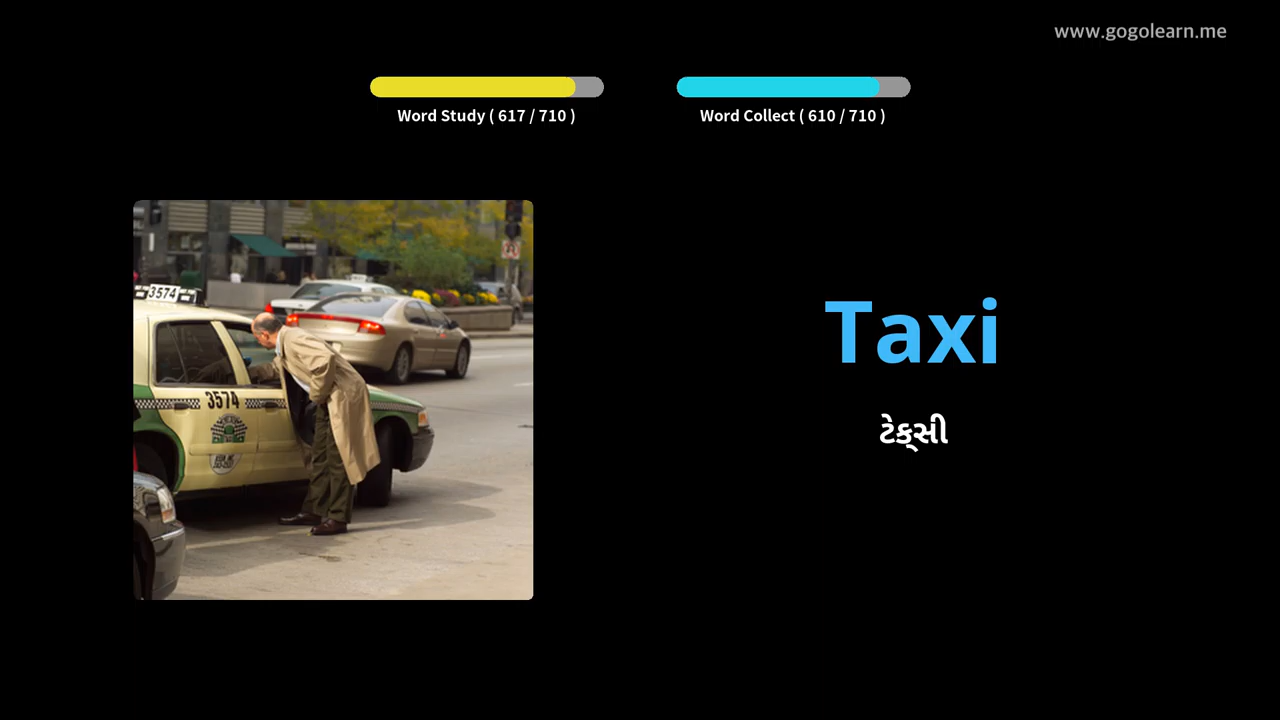 www.gogolearn.me
Word Study ( 617 / 710 )
Word Collect ( 610 / 710 )
3574
3574
Taxi
ટેક્સી